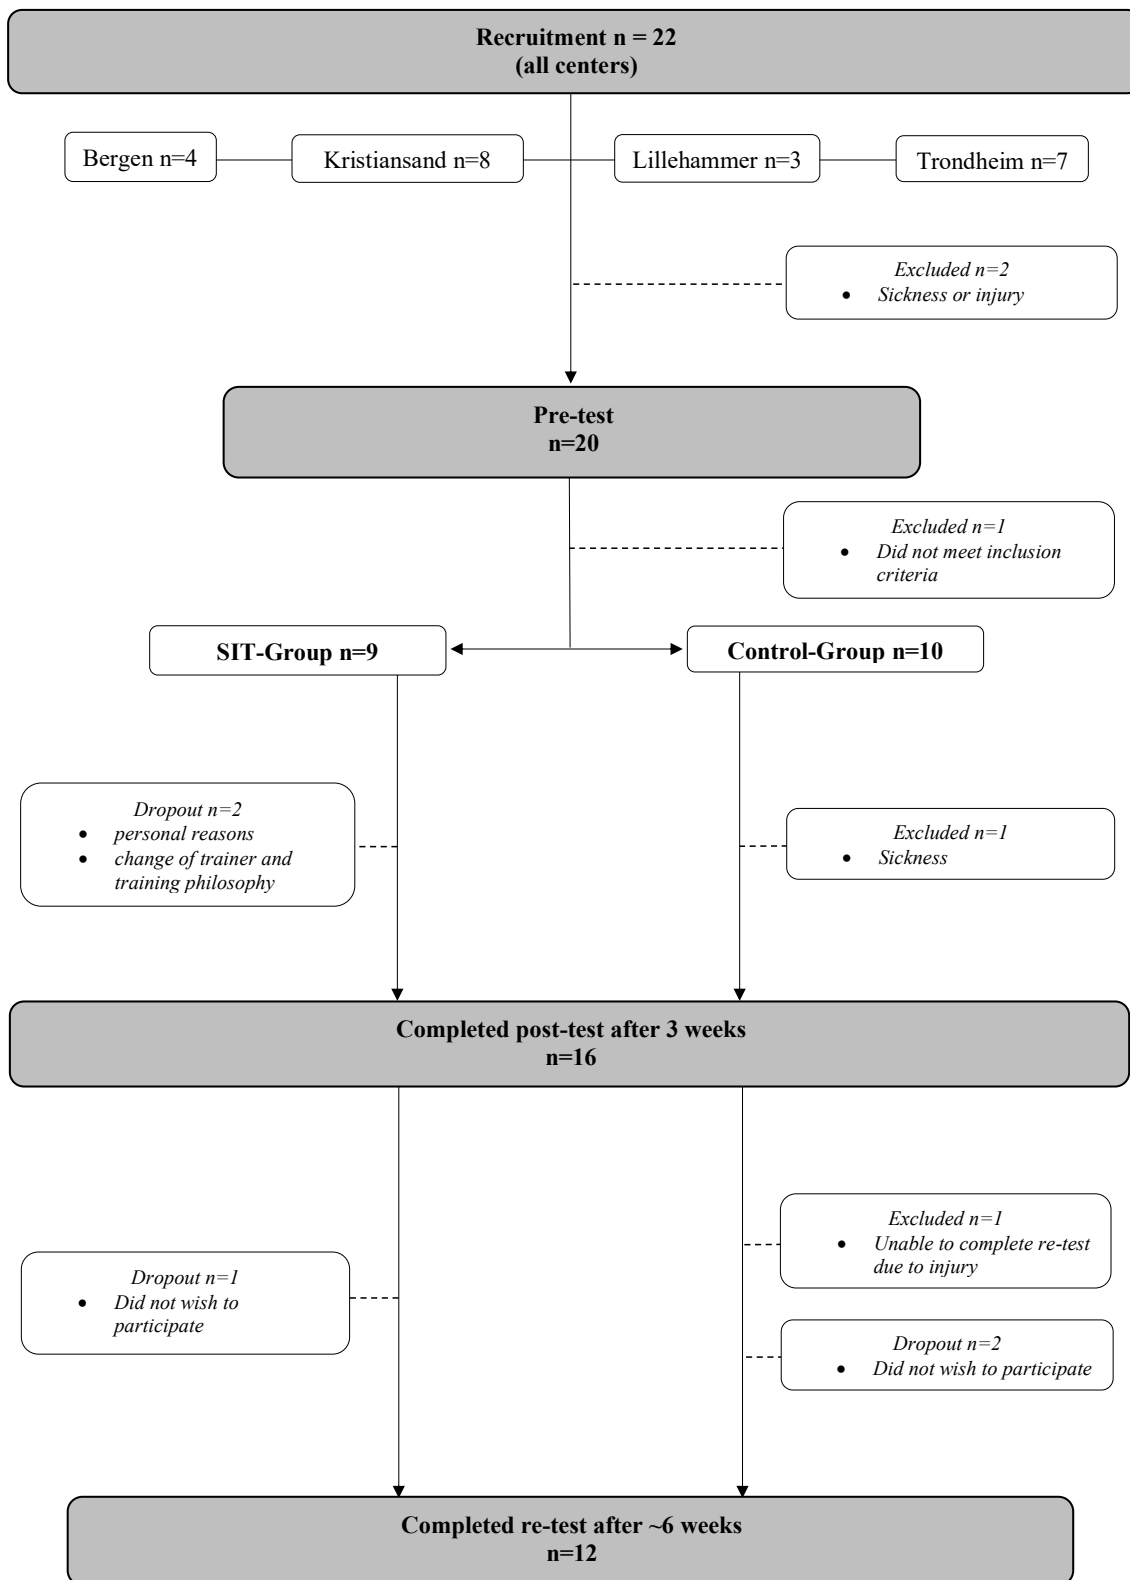 Recruitment n = 22
(all centers)
Bergen n=4
Kristiansand n=8
Lillehammer n=3
Trondheim n=7
Excluded n=2
• Sickness or injury
Pre-test
n=20
Excluded n=1
• Did not meet inclusion
criteria
SIT-Group n=9
Control-Group n=10
Dropout n=2
• personal reasons
• change of trainer and
training philosophy
Excluded n=1
• Sickness
Completed post-test after 3 weeks
n=16
Excluded n=1
• Unable to complete re-test
due to injury
Dropout n=1
• Did not wish to
participate
Dropout n=2
• Did not wish to participate
Completed re-test after ~6 weeks
n=12